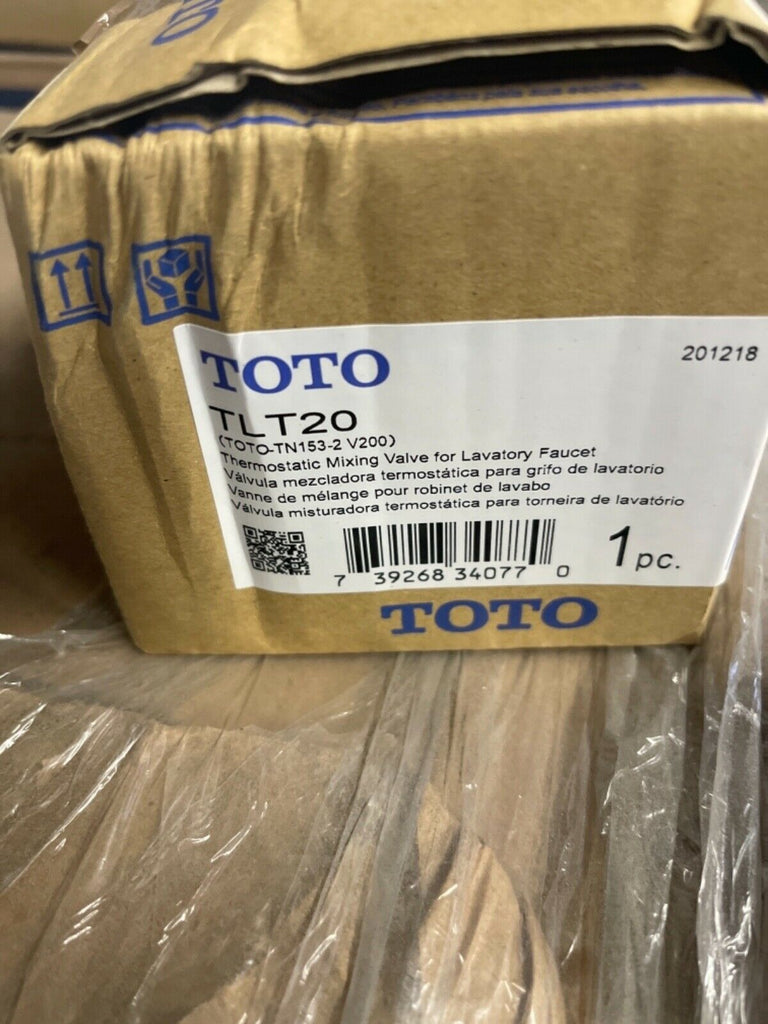 TOTO
201218
TLT20
(TOTO-TN153-2 V200)
Thermostatic Mixing Valve for Lavatory Faucet
Válvula mezcladora termostática para grifo de lavatorio
Vanne de mélange pour robinet de lavabo
Válvula misturadora termostática para torneira de lavatório
7 39268 34077 0
1 pc.
TOTO